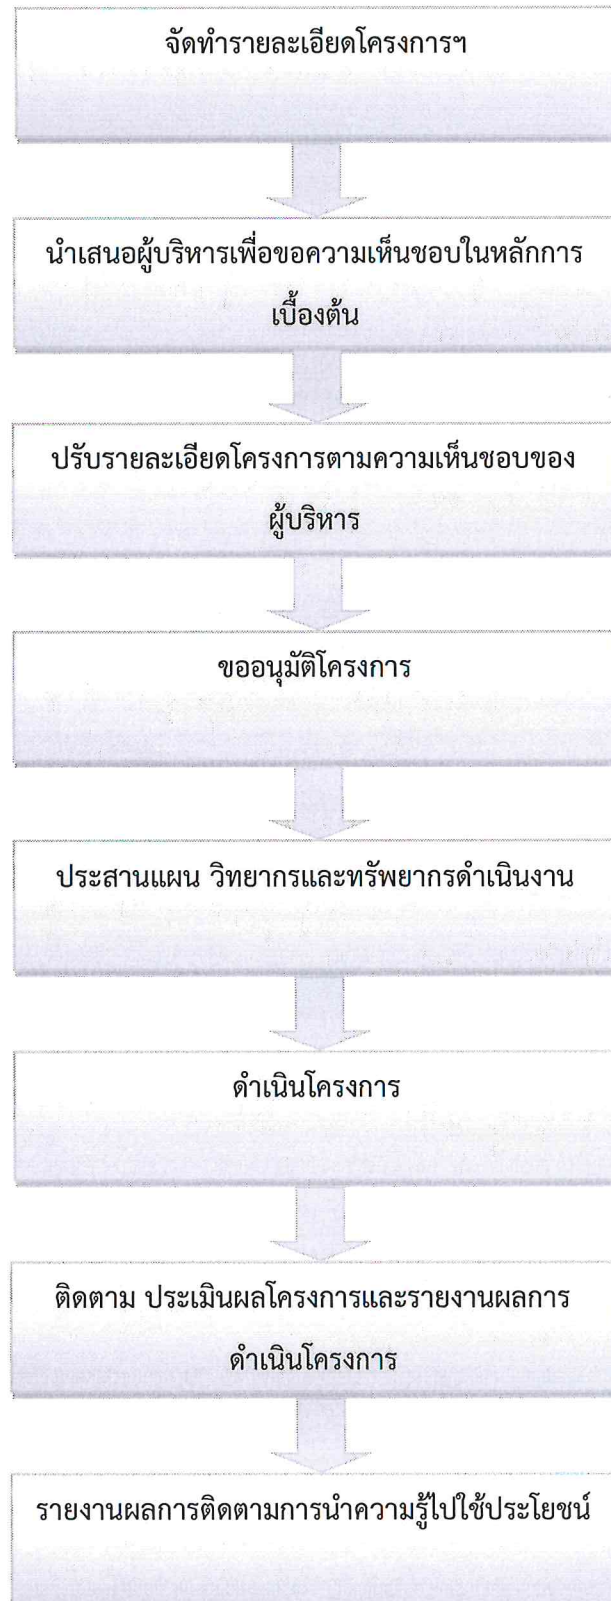 จัดทำรายละเอียดโครงการฯ
นำเสนอผู้บริหารเพื่อขอความเห็นชอบในหลักการ
เบื้องต้น
ปรับรายละเอียดโครงการตามความเห็นชอบของ
ผู้บริหาร
ขออนุมัติโครงการ
ประสานแผน วิทยากรและทรัพยากรดำเนินงาน
ดำเนินโครงการ
ติดตาม ประเมินผลโครงการและรายงานผลการ
ดำเนินโครงการ
รายงานผลการติดตามการนำความรู้ไปใช้ประโยชน์